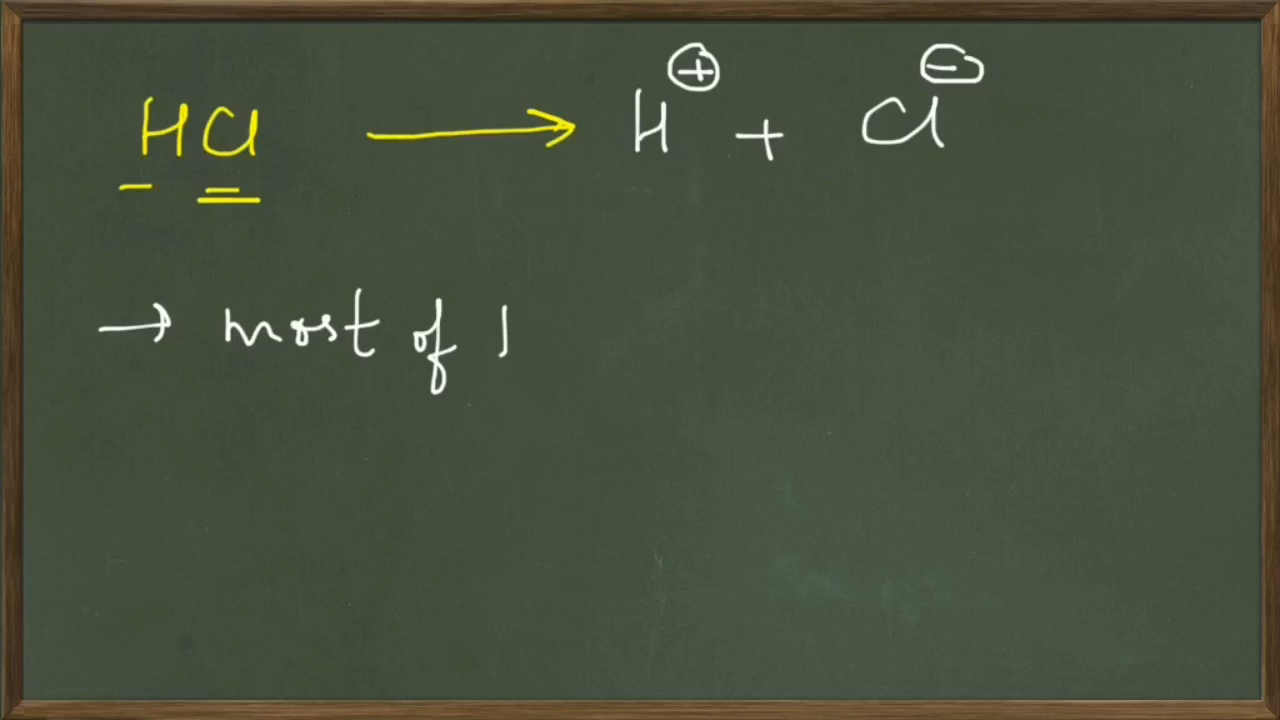 HCl ⟶ H⊕ + Cl⊖
→ most of